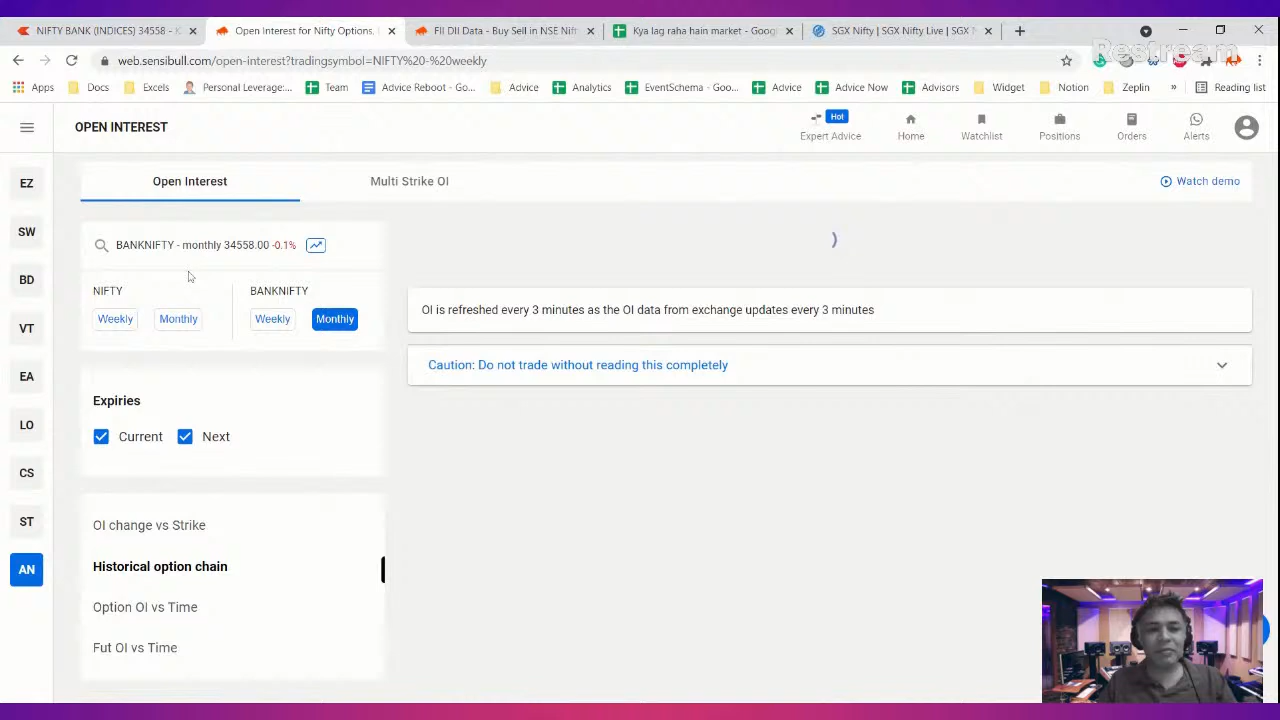 NIFTY BANK (INDICES) 34558 - K
Open Interest for Nifty Options,
FII DII Data - Buy Sell in NSE Nift
Kya lag raha hain market - Googl
SGX Nifty | SGX Nifty Live | SGX N
Restream
web.sensibull.com/open-interest?tradingsymbol=NIFTY%20weekly
Apps
Docs
Excels
Personal Leverage:...
Team
Advice Reboot - Go...
Advice
Analytics
EventSchema - Goo...
Advice
Advice Now
Advisors
Widget
Notion
Zeplin
»
Reading list
OPEN INTEREST
Hot
Expert Advice
Home
Watchlist
Positions
Orders
Alerts
EZ
SW
BD
VT
EA
LO
CS
ST
AN
Open Interest
Multi Strike OI
Watch demo
BANKNIFTY - monthly 34558.00 -0.1%
NIFTY
BANKNIFTY
Weekly
Monthly
Weekly
Monthly
OI is refreshed every 3 minutes as the OI data from exchange updates every 3 minutes
Caution: Do not trade without reading this completely
Expiries
Current
Next
OI change vs Strike
Historical option chain
Option OI vs Time
Fut OI vs Time